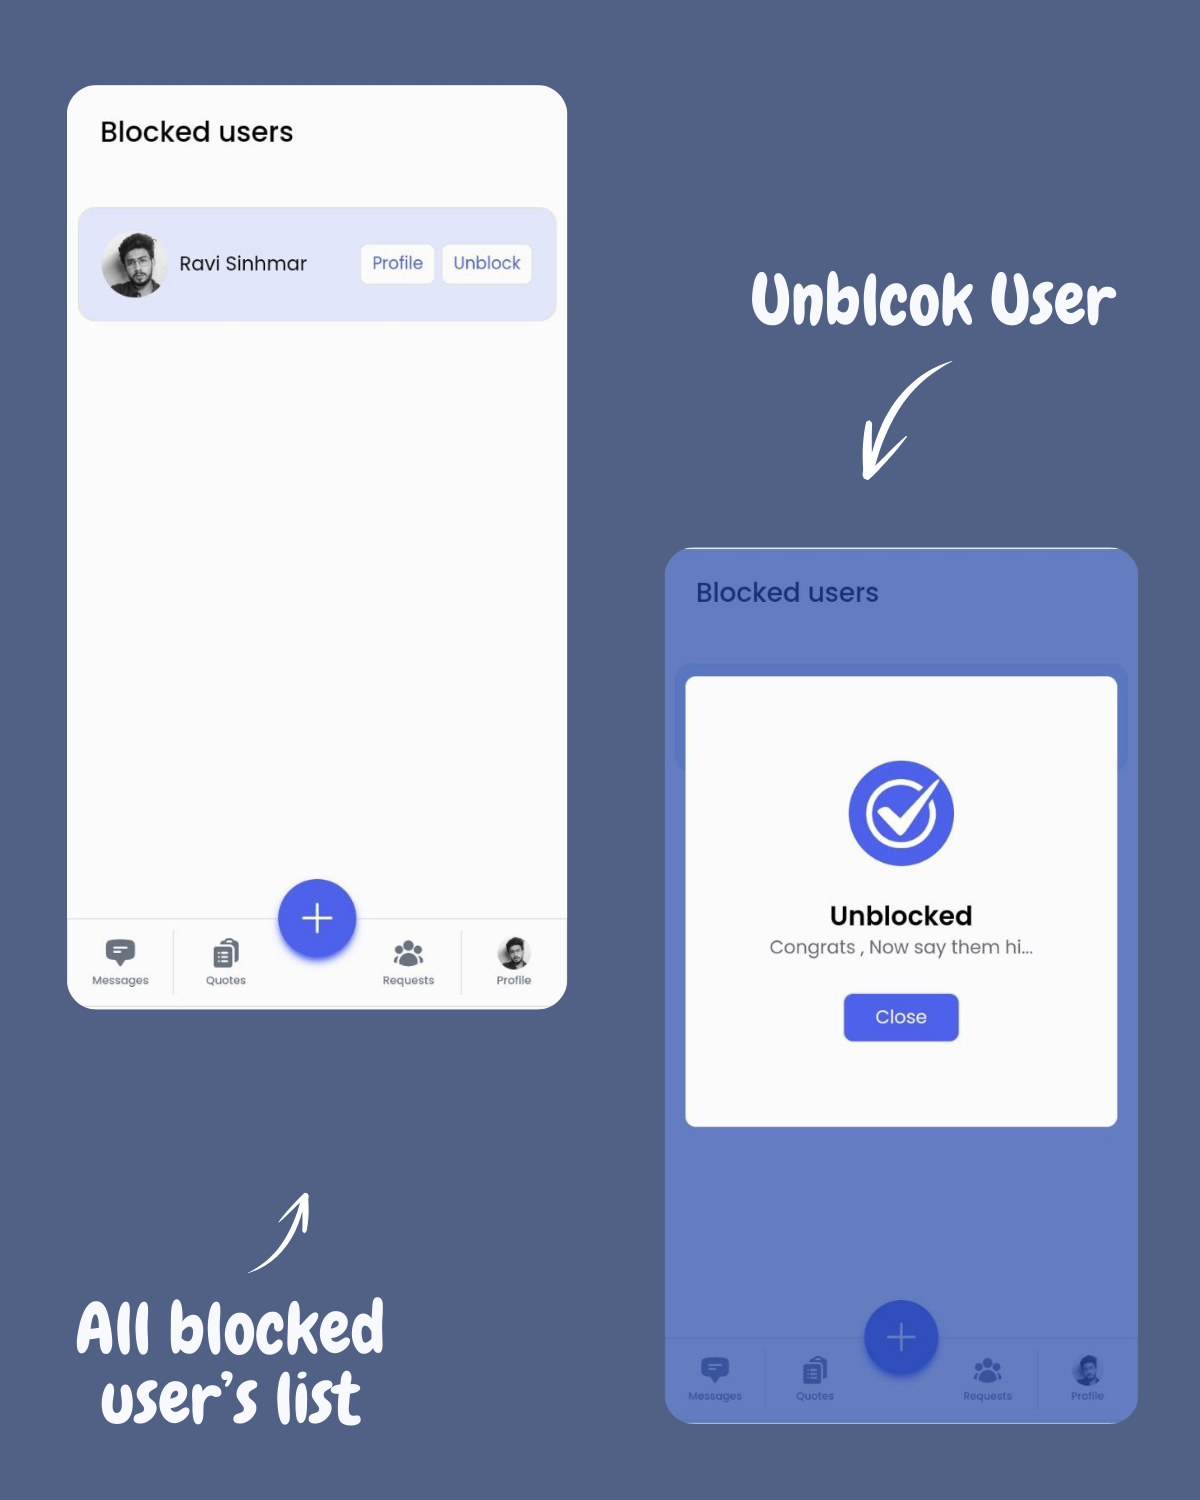 Blocked users
Ravi Sinhmar
Profile
Unblock
Messages
Quotes
Requests
Profile
All blocked
user's list
Unblcok User
Blocked users
Unblocked
Congrats , Now say them hi...
Close
Messages
Quotes
Requests
Profile